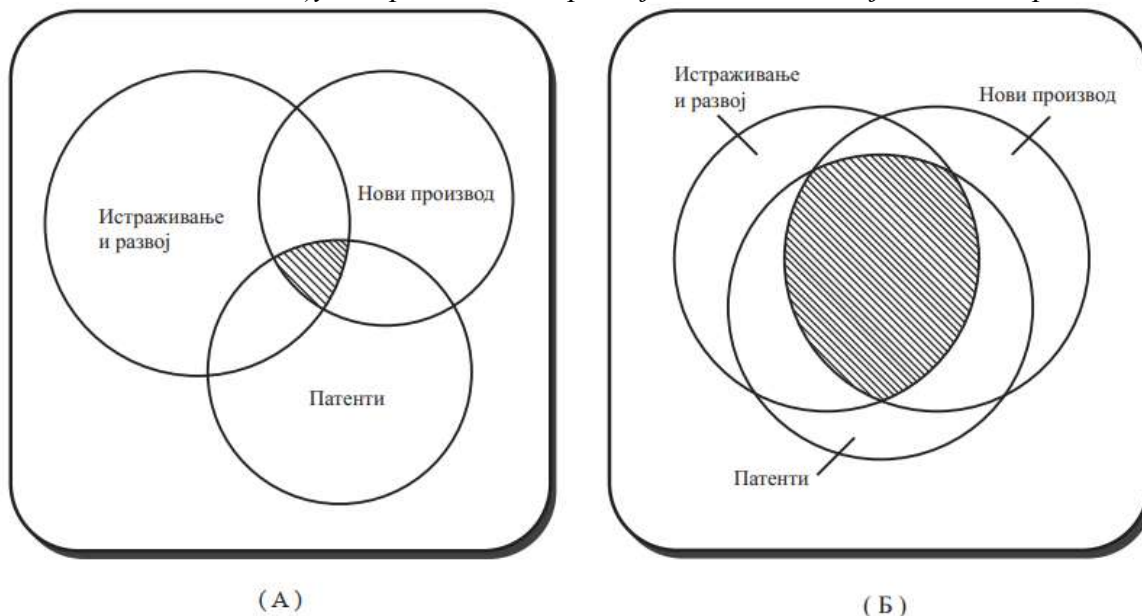 Истраживање
и развој
Нови производ
Патенти
(А)
Истраживање
и развој
Нови производ
Патенти
(Б)